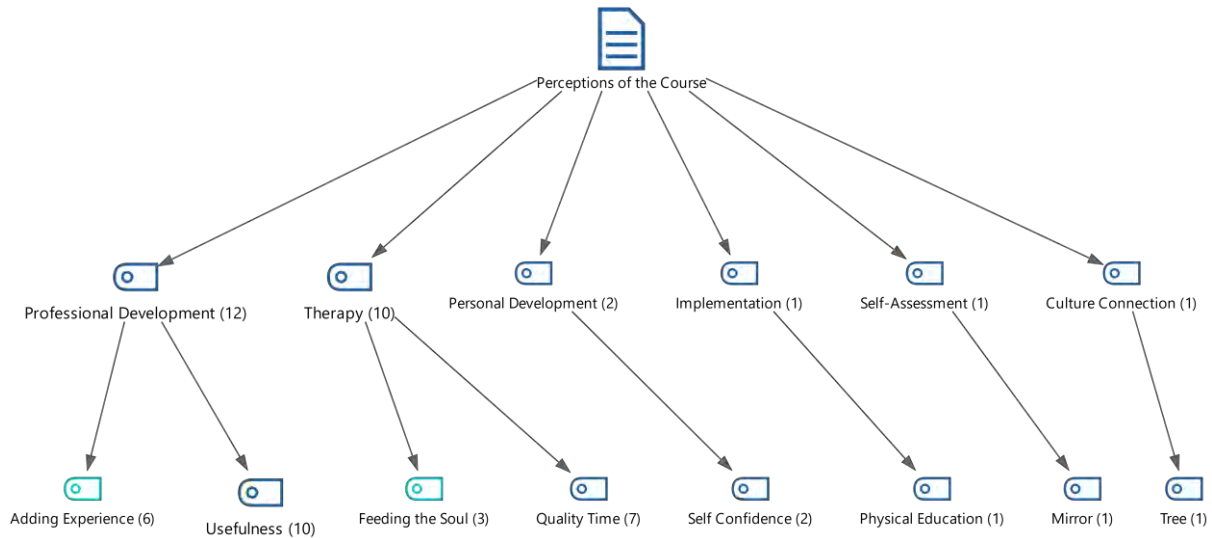 Perceptions of the Course
Professional Development (12)
Therapy (10)
Personal Development (2)
Implementation (1)
Self-Assessment (1)
Culture Connection (1)
Adding Experience (6)
Usefulness (10)
Feeding the Soul (3)
Quality Time (7)
Self Confidence (2)
Physical Education (1)
Mirror (1)
Tree (1)